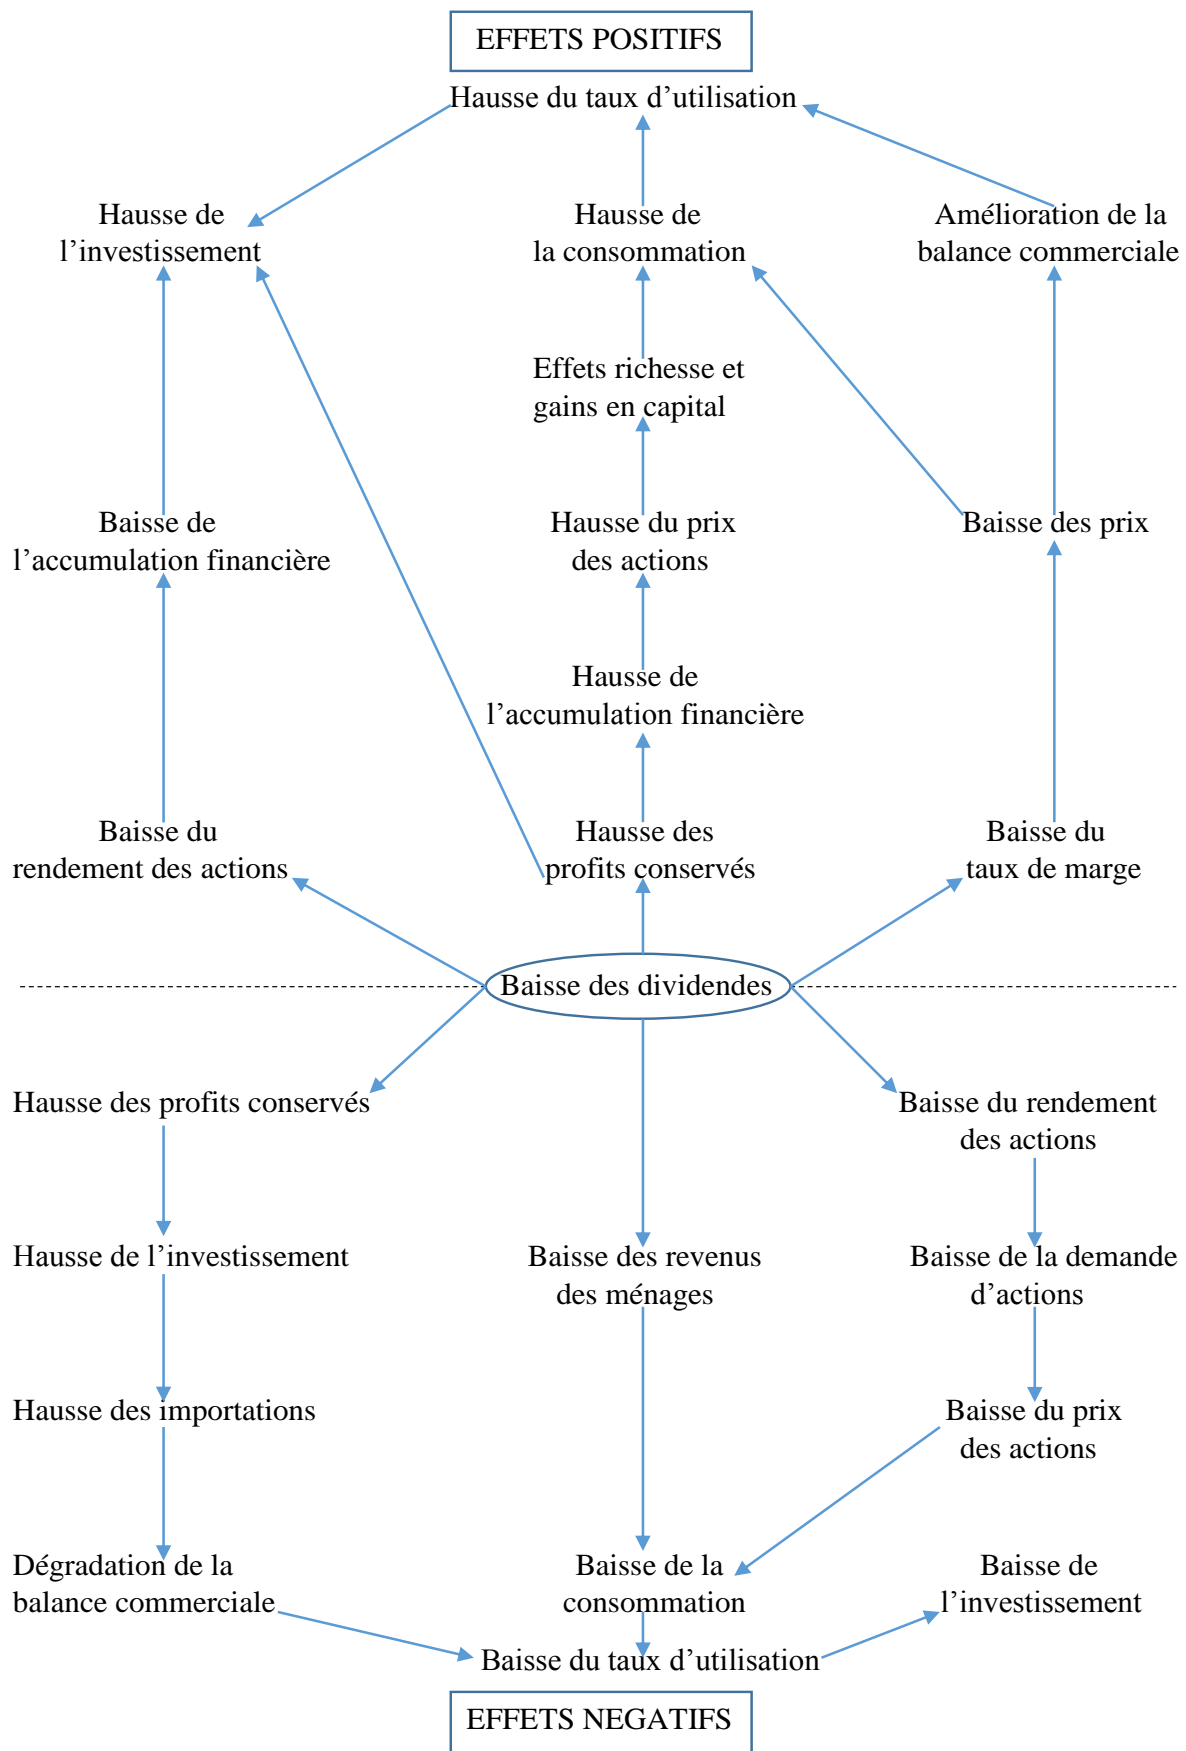 EFFETS POSITIFS
Hausse du taux d’utilisation
Hausse de
l’investissement
Hausse de
la consommation
Amélioration de la
balance commerciale
Effets richesse et
gains en capital
Baisse de
l’accumulation financière
Hausse du prix
des actions
Baisse des prix
Hausse de
l’accumulation financière
Baisse du
rendement des actions
Hausse des
profits conservés
Baisse du
taux de marge
Baisse des dividendes
Hausse des profits conservés
Baisse du rendement
des actions
Hausse de l’investissement
Baisse des revenus
des ménages
Baisse de la demande
d’actions
Hausse des importations
Baisse du prix
des actions
Dégradation de la
balance commerciale
Baisse de la
consommation
Baisse de
l’investissement
Baisse du taux d’utilisation
EFFETS NEGATIFS